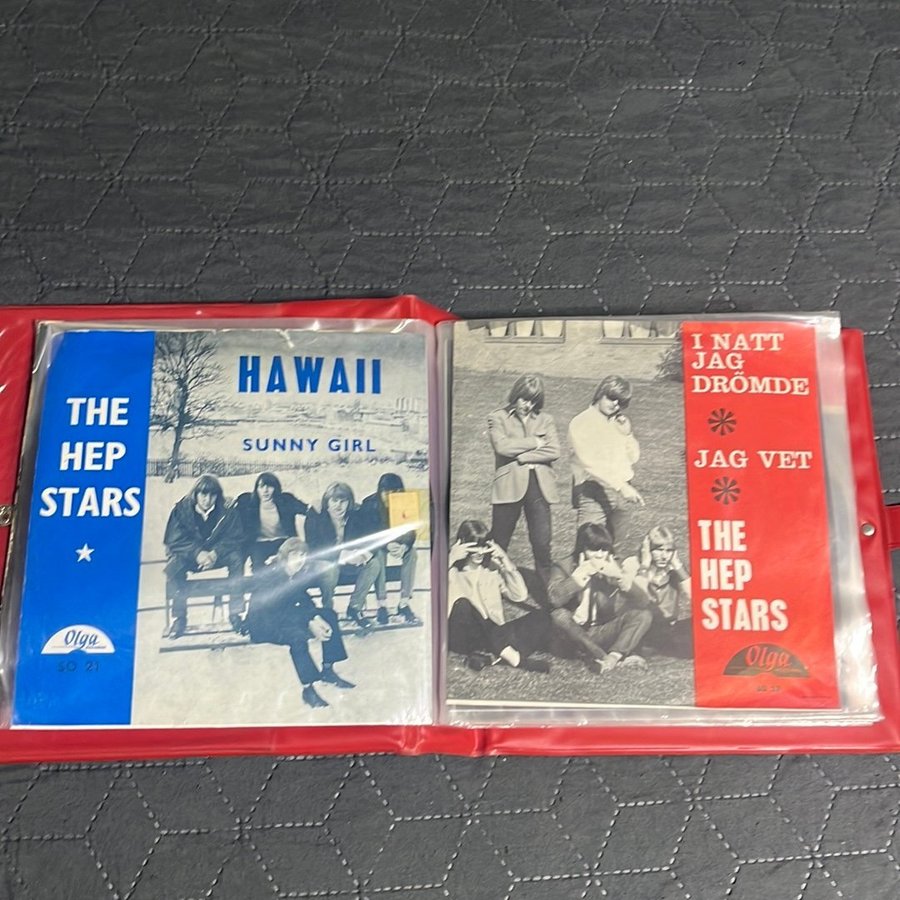 THE
HEP
STARS
Olga
SO 21
HAWAII
SUNNY GIRL
I NATT
JAG
DRÖMDE
JAG VET
THE
HEP
STARS
Olga